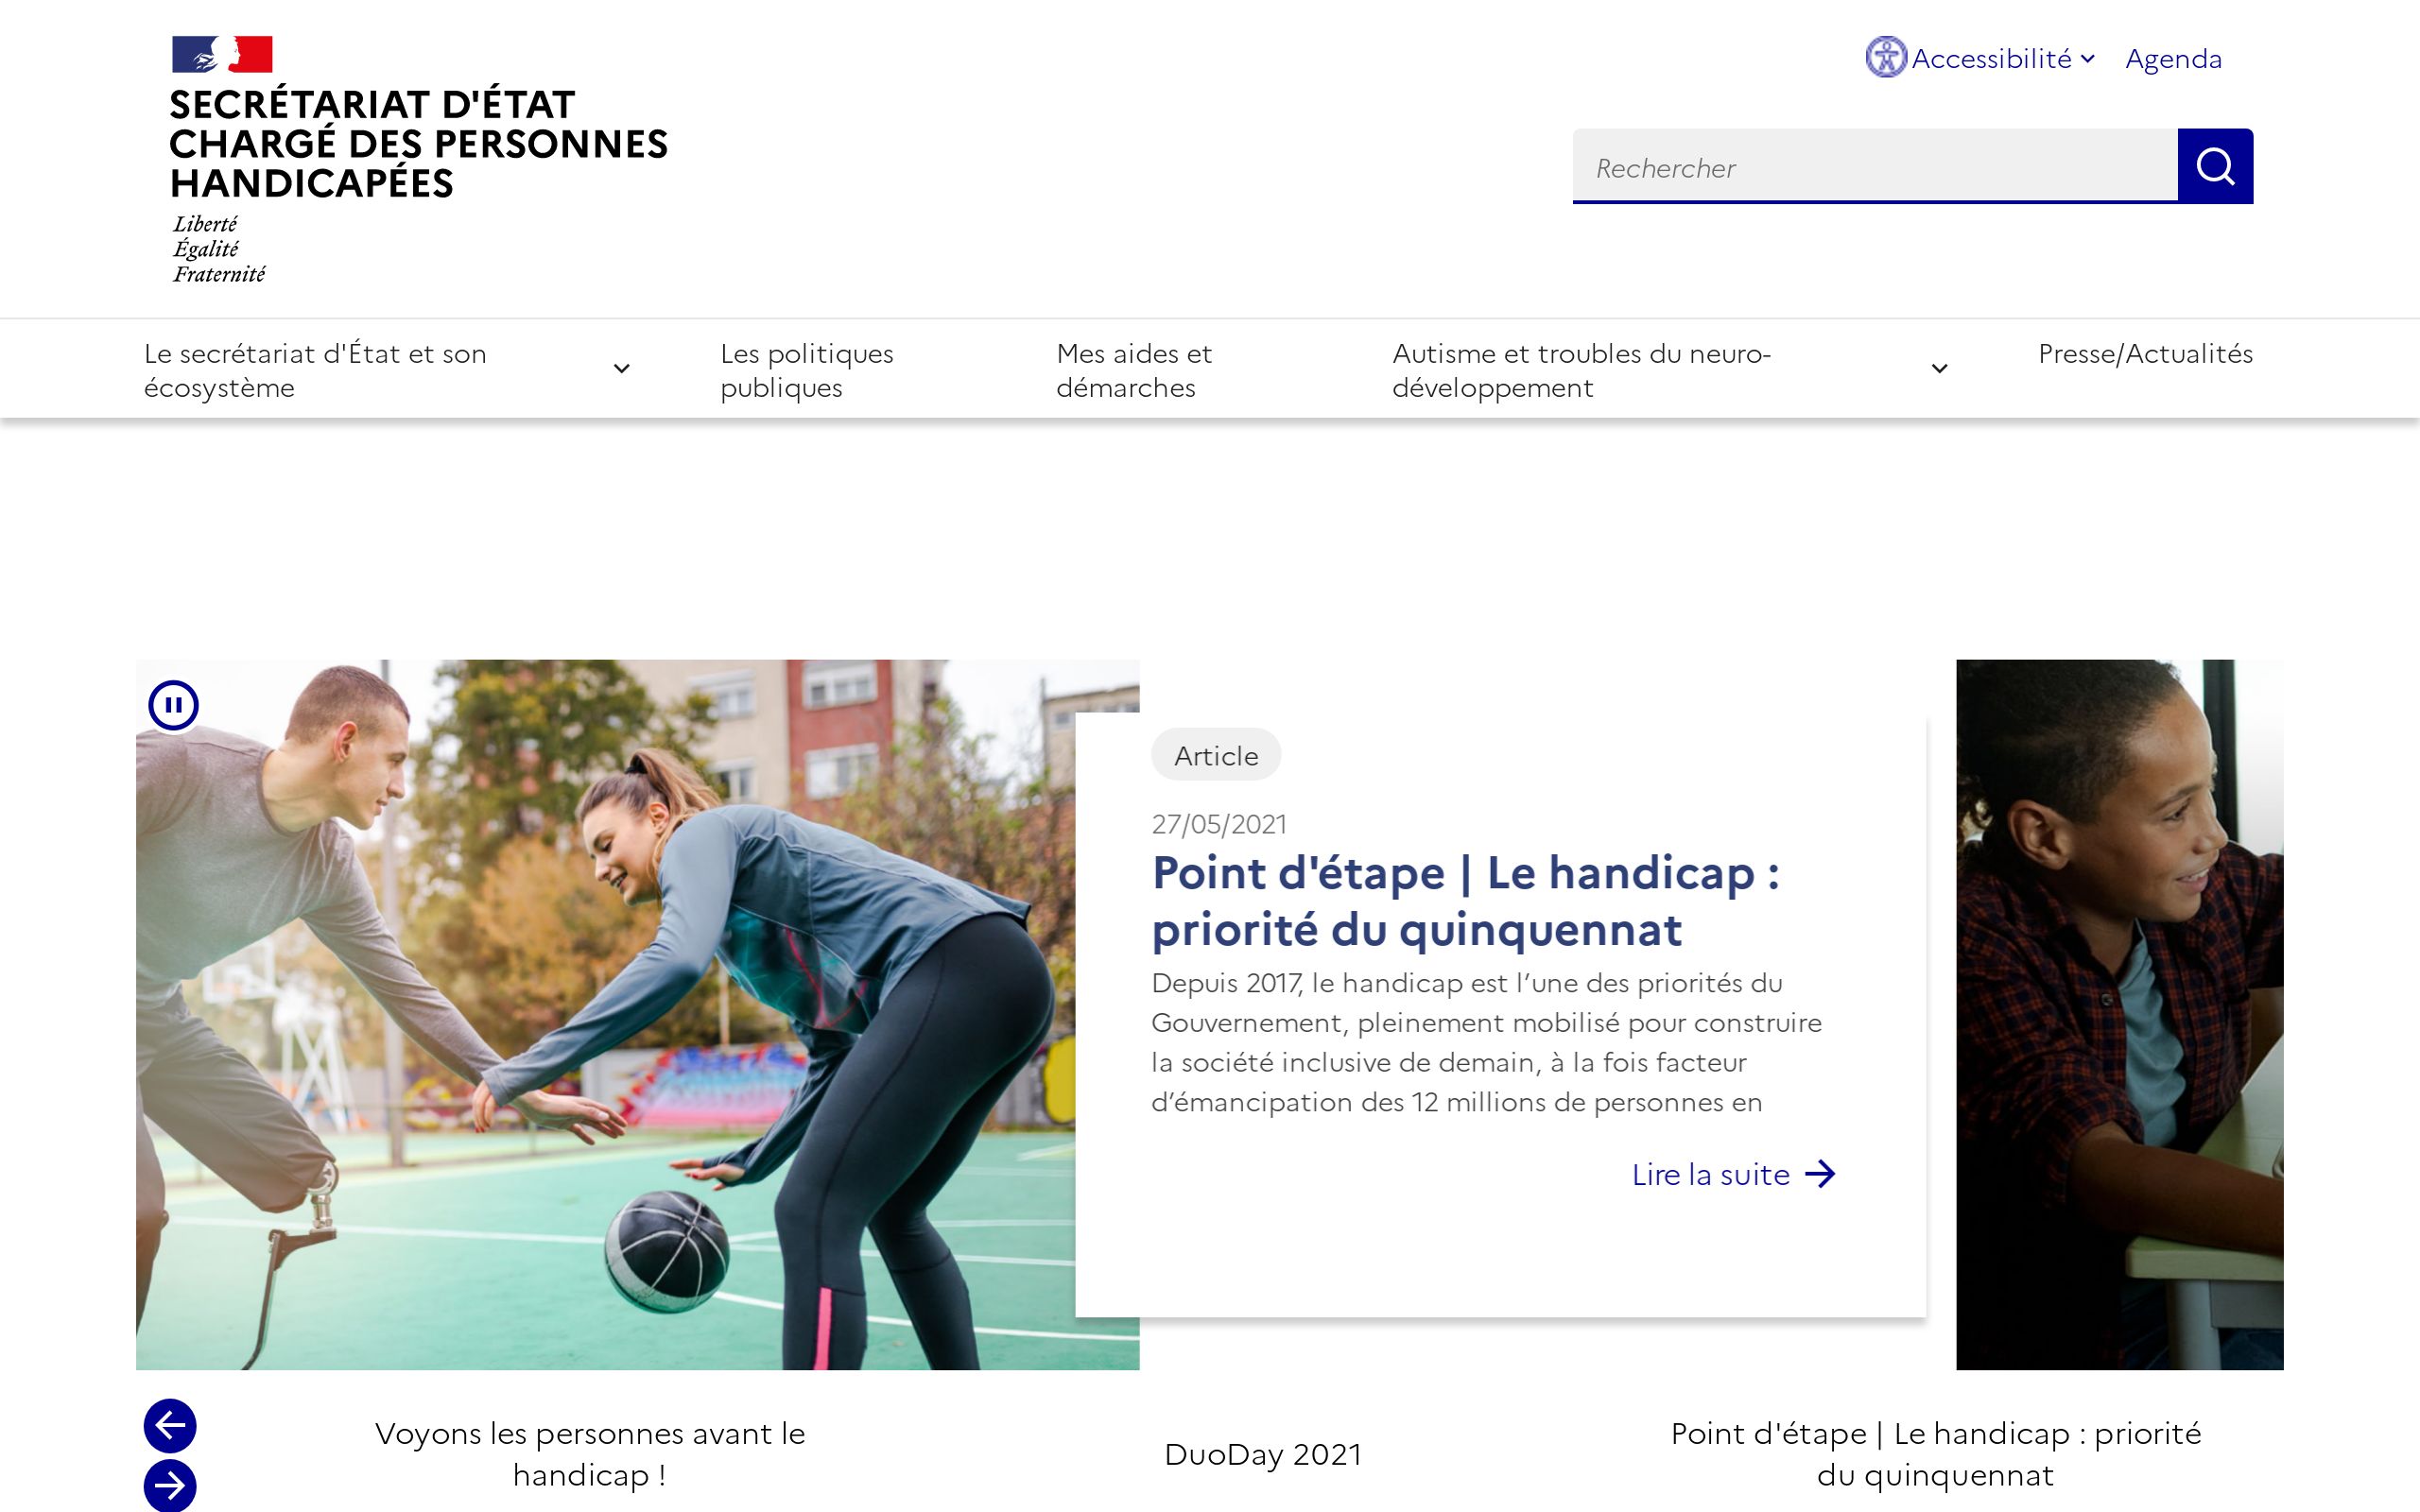 SECRÉTARIAT D'ÉTAT
CHARGÉ DES PERSONNES
HANDICAPÉES
Liberté
Égalité
Fraternité
Accessibilité
Agenda
Rechercher
Le secrétariat d'État et son
écosystème
Les politiques
publiques
Mes aides et
démarches
Autisme et troubles du neuro-
développement
Presse/Actualités
Article
27/05/2021
Point d'étape | Le handicap :
priorité du quinquennat
Depuis 2017, le handicap est l’une des priorités du
Gouvernement, pleinement mobilisé pour construire
la société inclusive de demain, à la fois facteur
d’émancipation des 12 millions de personnes en
Lire la suite
Voyons les personnes avant le
handicap !
DuoDay 2021
Point d'étape | Le handicap : priorité
du quinquennat